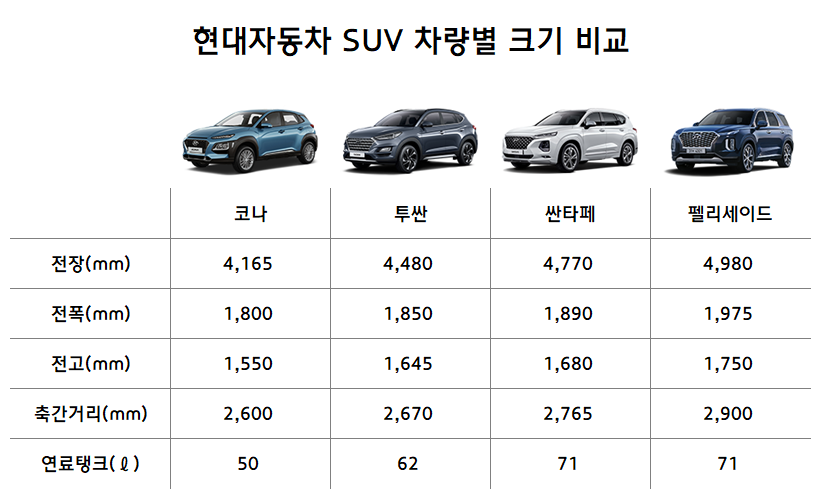 현대자동차 SUV 차량별 크기 비교
코나 투싼 싼타페 펠리세이드
전장(mm) 4,165 4,480 4,770 4,980
전폭(mm) 1,800 1,850 1,890 1,975
전고(mm) 1,550 1,645 1,680 1,750
축간거리(mm) 2,600 2,670 2,765 2,900
연료탱크(ℓ) 50 62 71 71